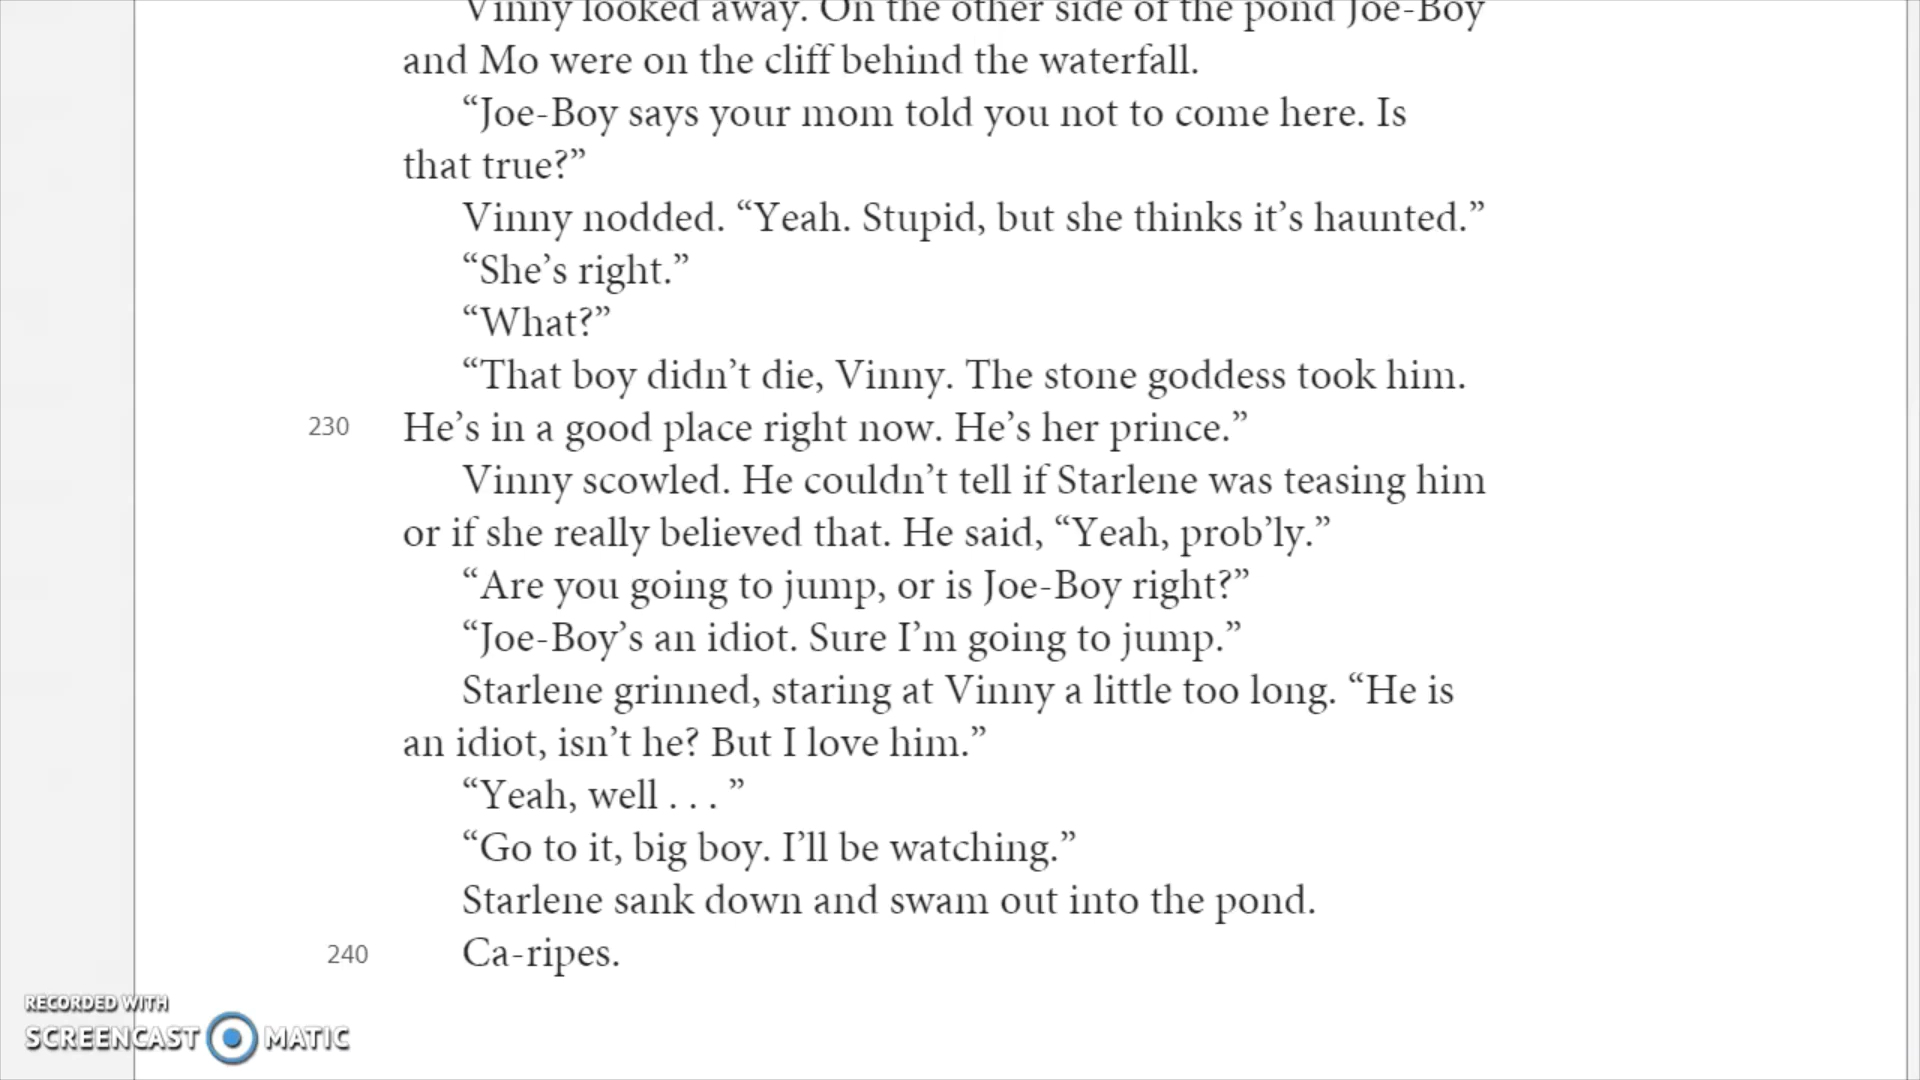 Vinny looked away. On the other side of the pond Joe-Boy
and Mo were on the cliff behind the waterfall.
“Joe-Boy says your mom told you not to come here. Is
that true?”
Vinny nodded. “Yeah. Stupid, but she thinks it’s haunted.”
“She’s right.”
“What?”
“That boy didn’t die, Vinny. The stone goddess took him.
230 He’s in a good place right now. He’s her prince.”
Vinny scowled. He couldn’t tell if Starlene was teasing him
or if she really believed that. He said, “Yeah, prob’ly.”
“Are you going to jump, or is Joe-Boy right?”
“Joe-Boy’s an idiot. Sure I’m going to jump.”
Starlene grinned, staring at Vinny a little too long. “He is
an idiot, isn’t he? But I love him.”
“Yeah, well . . . ”
“Go to it, big boy. I’ll be watching.”
Starlene sank down and swam out into the pond.
240 Ca-ripes.
RECORDED WITH
SCREENCAST MATIC